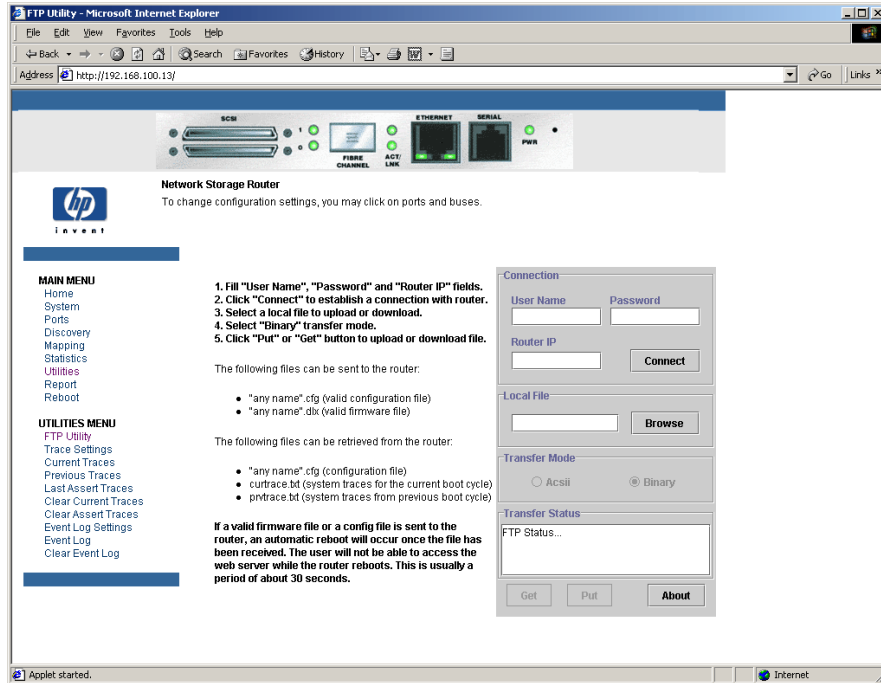 FTP Utility - Microsoft Internet Explorer
File Edit View Favorites Tools Help
Back Search Favorites History
Address http://192.168.100.13/ Go Links
SCSI ETHERNET SERIAL
1
0
FIBRE CHANNEL ACT/ LNK PWR
hp
invent
Network Storage Router
To change configuration settings, you may click on ports and buses.
MAIN MENU
Home
System
Ports
Discovery
Mapping
Statistics
Utilities
Report
Reboot
UTILITIES MENU
FTP Utility
Trace Settings
Current Traces
Previous Traces
Last Assert Traces
Clear Current Traces
Clear Assert Traces
Event Log Settings
Event Log
Clear Event Log
1. Fill "User Name", "Password" and "Router IP" fields.
2. Click "Connect" to establish a connection with router.
3. Select a local file to upload or download.
4. Select "Binary" transfer mode.
5. Click "Put" or "Get" button to upload or download file.
The following files can be sent to the router:
• "any name".cfg (valid configuration file)
• "any name".dlx (valid firmware file)
The following files can be retrieved from the router:
• "any name".cfg (configuration file)
• curtrace.txt (system traces for the current boot cycle)
• prvtrace.txt (system traces from previous boot cycle)
If a valid firmware file or a config file is sent to the
router, an automatic reboot will occur once the file has
been received. The user will not be able to access the
web server while the router reboots. This is usually a
period of about 30 seconds.
Connection
User Name Password
Router IP
Connect
Local File
Browse
Transfer Mode
Acsii Binary
Transfer Status
FTP Status...
Get Put About
Applet started. Internet